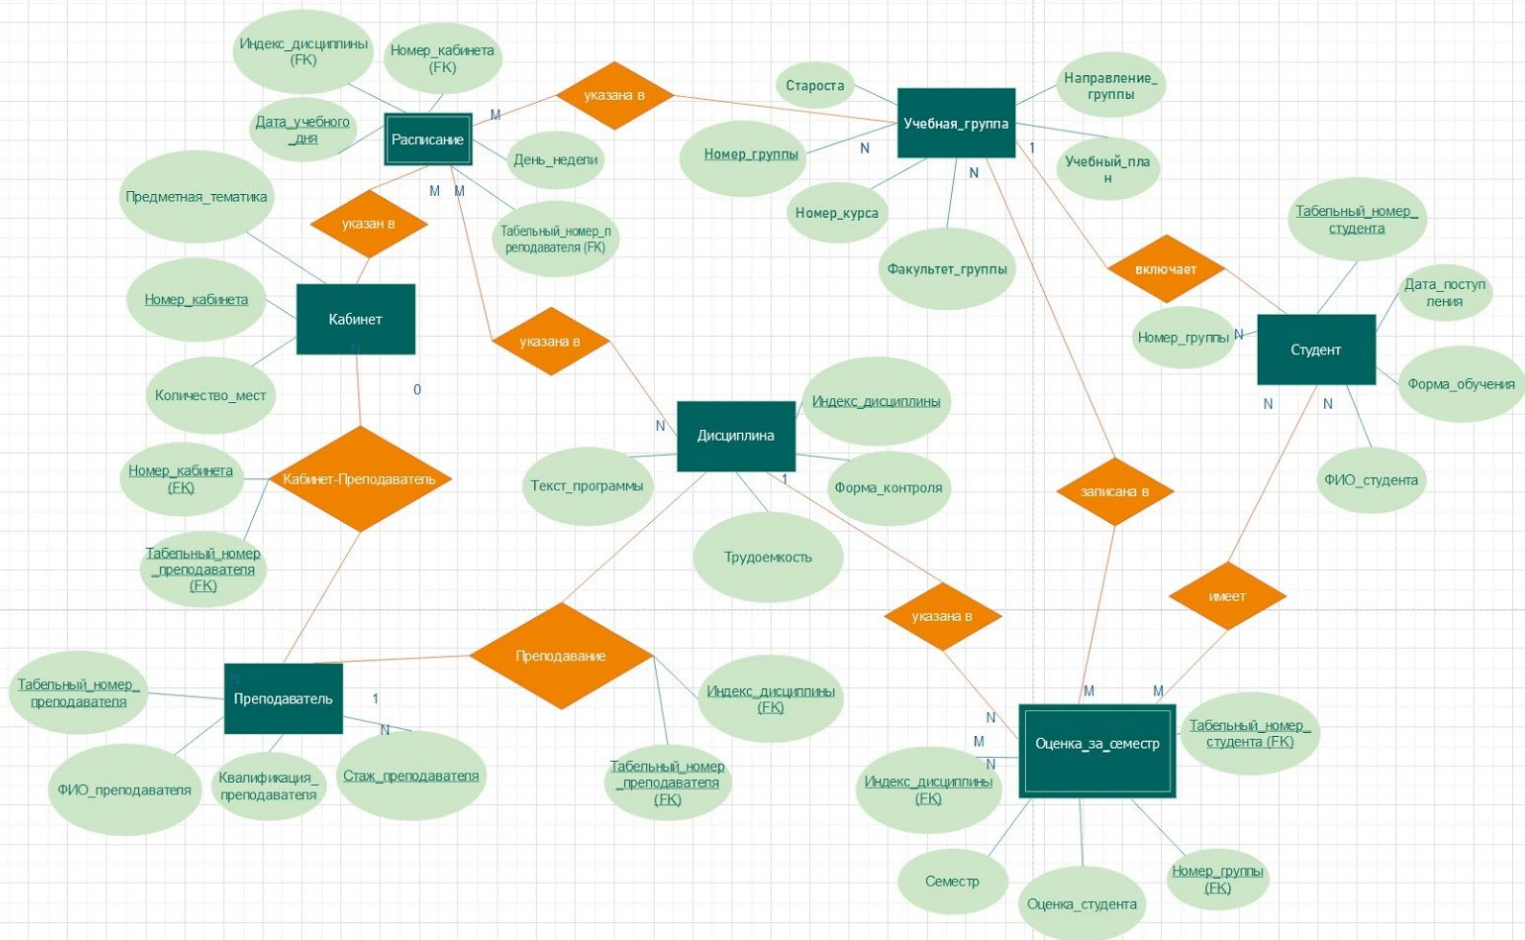 Индекс_дисциплины
(FK)
Номер_кабинета
(FK)
указана в
Староста
Учебная_группа
Направление_
группы
Дата_учебного
_дня
Расписание
M
День_недели
Номер_группы
N
N
1
Учебный_пла
н
Предметная_тематика
M
M
указан в
Табельный_номер_п
реподавателя (FK)
Номер_курса
Факультет_группы
Табельный_номер_
студента
включает
Номер_кабинета
Кабинет
N
указана в
Дата_поступ
ления
Номер_группы
N
Студент
Форма_обучения
Количество_мест
0
N
N
N
Дисциплина
1
Индекс_дисциплины
Текст_программы
Форма_контроля
Трудоемкость
ФИО_студента
Номер_кабинета
(FK)
Кабинет-Преподаватель
записана в
Табельный_номер
_преподавателя
(FK)
указана в
имеет
Преподавание
Табельный_номер_
преподавателя
N
Преподаватель
1
N
Индекс_дисциплины
(FK)
M
M
N
M
N
Оценка_за_семестр
Табельный_номер_
студента (FK)
ФИО_преподавателя
Квалификация_
преподавателя
Стаж_преподавателя
Табельный_номер
_преподавателя
(FK)
Индекс_дисциплины
(FK)
Семестр
Оценка_студента
Номер_группы
(FK)